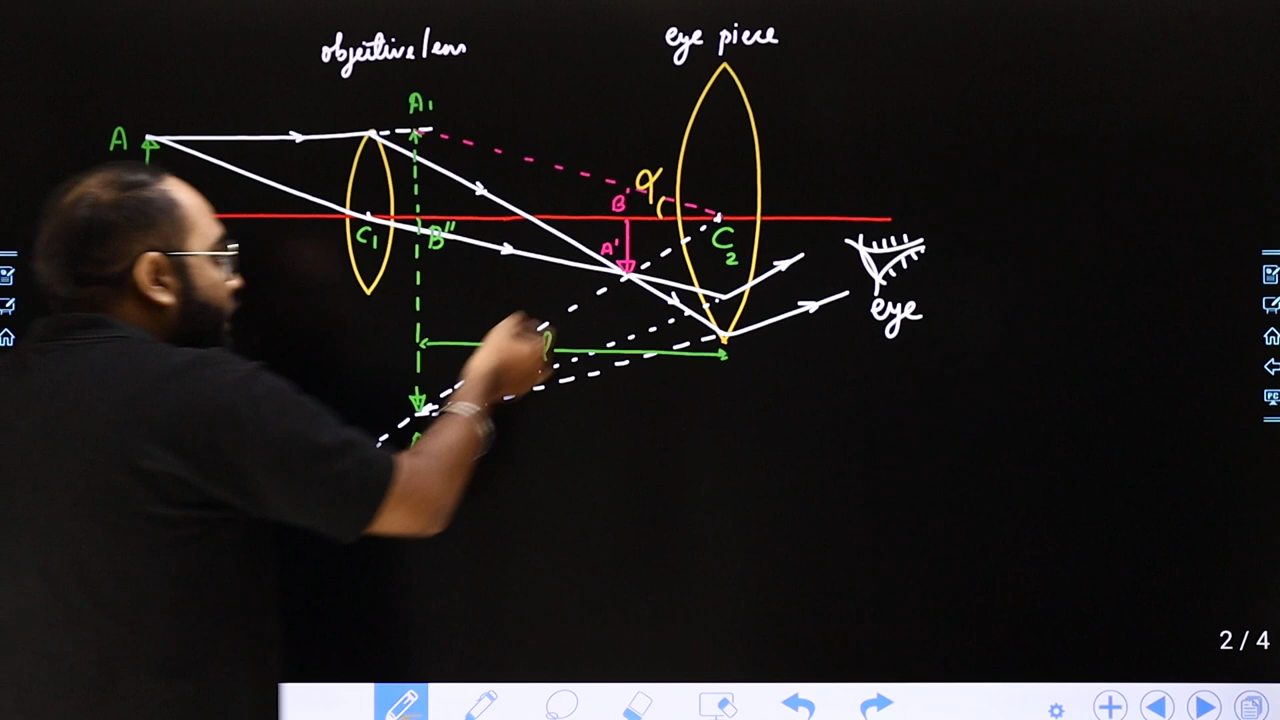 objective lens
eye piece
A
A₁
α
B
C₁
B"
A'
C₂
eye
2 / 4